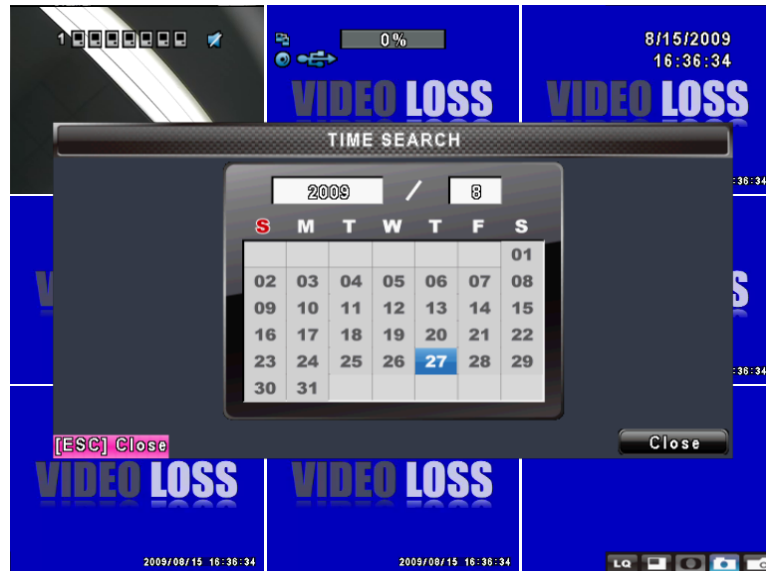 1
0%
8/15/2009
16:36:34
VIDEO LOSS
VIDEO LOSS
TIME SEARCH
:36:34
2009 / 8
S M T W T F S
01
02 03 04 05 06 07 08
09 10 11 12 13 14 15
16 17 18 19 20 21 22
23 24 25 26 27 28 29
30 31
V
S
:36:34
[ESC] Close
Close
VIDEO LOSS
VIDEO LOSS
2009/08/15 16:36:34
2009/08/15 16:36:34
LQ